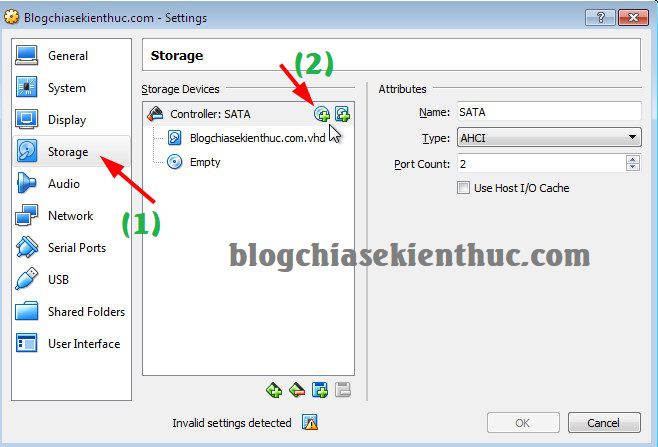 Blogchiasekienthuc.com - Settings
General
System
Display
Storage
Audio
Network
Serial Ports
USB
Shared Folders
User Interface
(1)
Storage
(2)
Storage Devices
Controller: SATA
Blogchiasekienthuc.com.vhd
Empty
Attributes
Name: SATA
Type: AHCI
Port Count: 2
Use Host I/O Cache
blogchiasekienthuc.com
Invalid settings detected
OK
Cancel